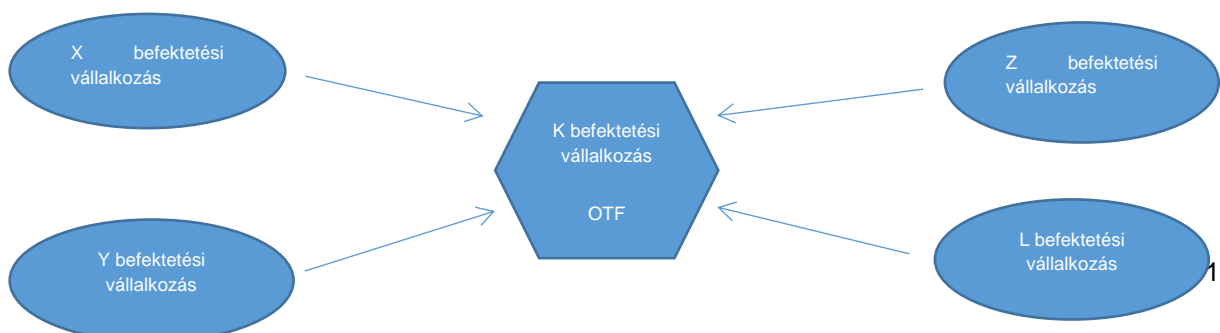 X befektetési
vállalkozás
Z befektetési
vállalkozás
K befektetési
vállalkozás
OTF
Y befektetési
vállalkozás
L befektetési
vállalkozás
1